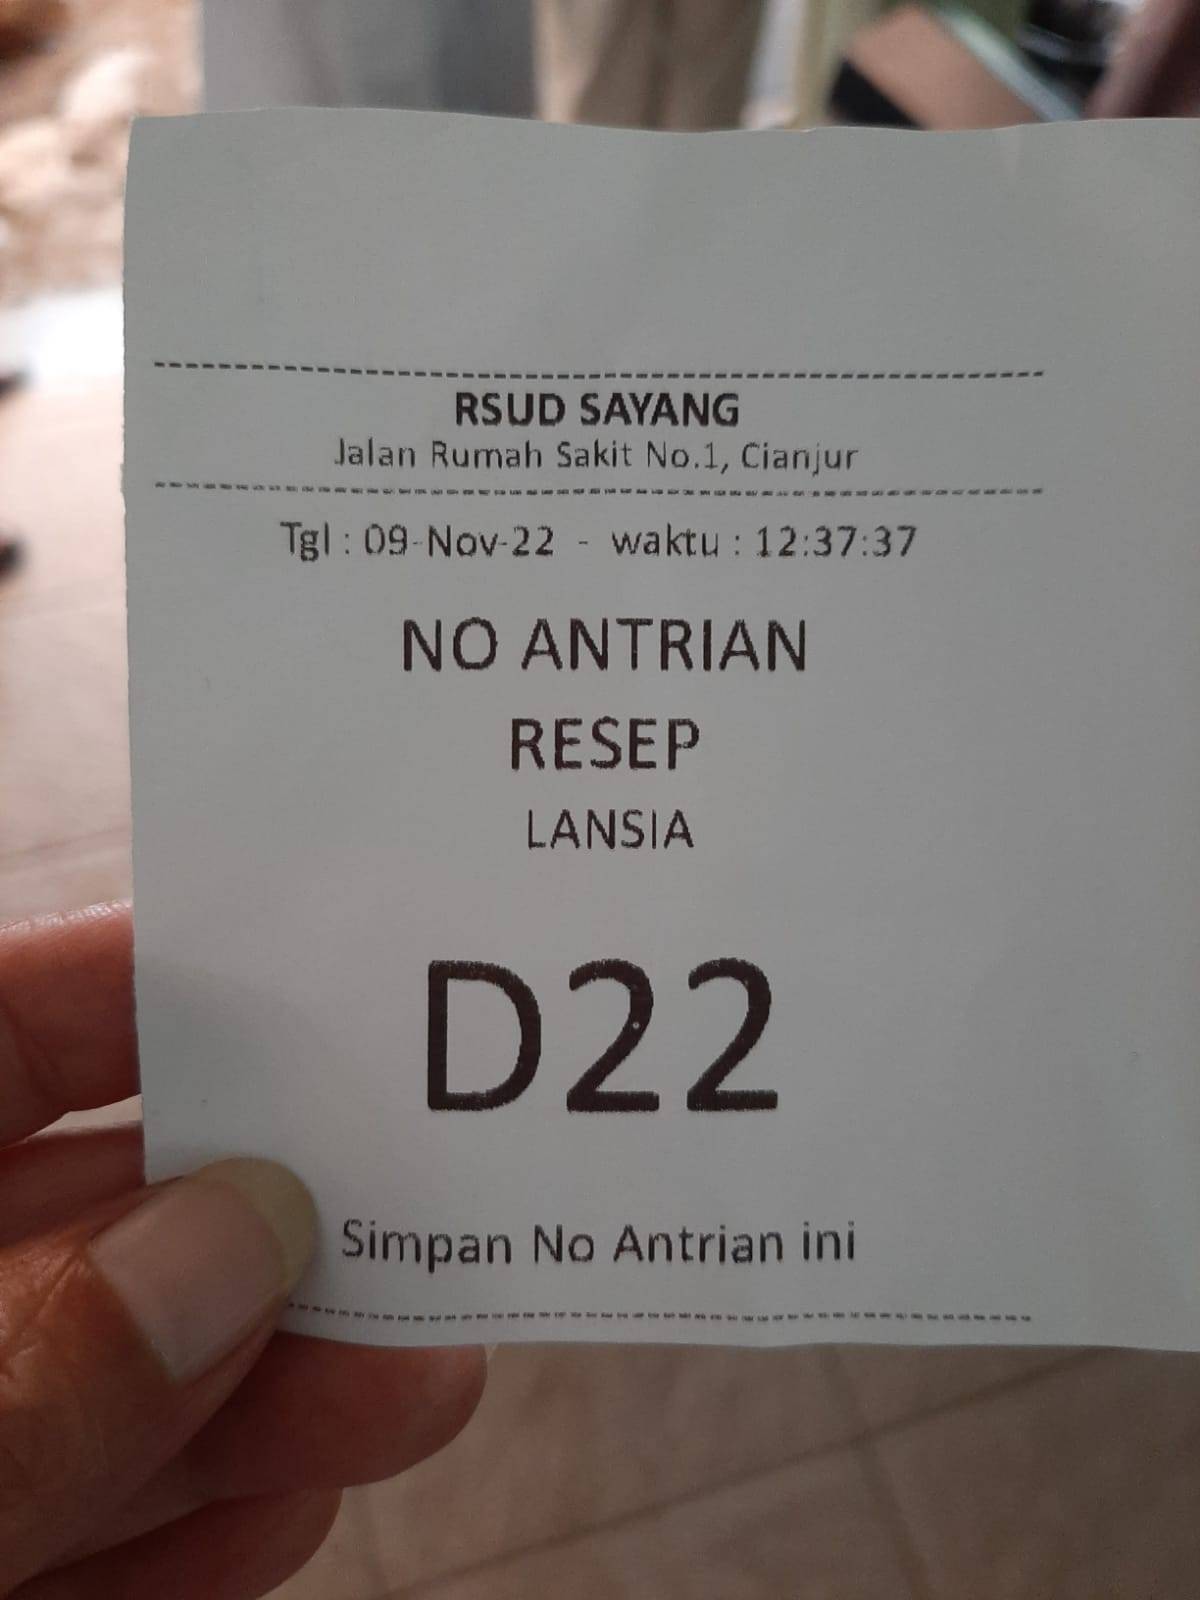 RSUD SAYANG
Jalan Rumah Sakit No.1, Cianjur
Tgl : 09-Nov-22 - waktu : 12:37:37
NO ANTRIAN
RESEP
LANSIA
D22
Simpan No Antrian ini